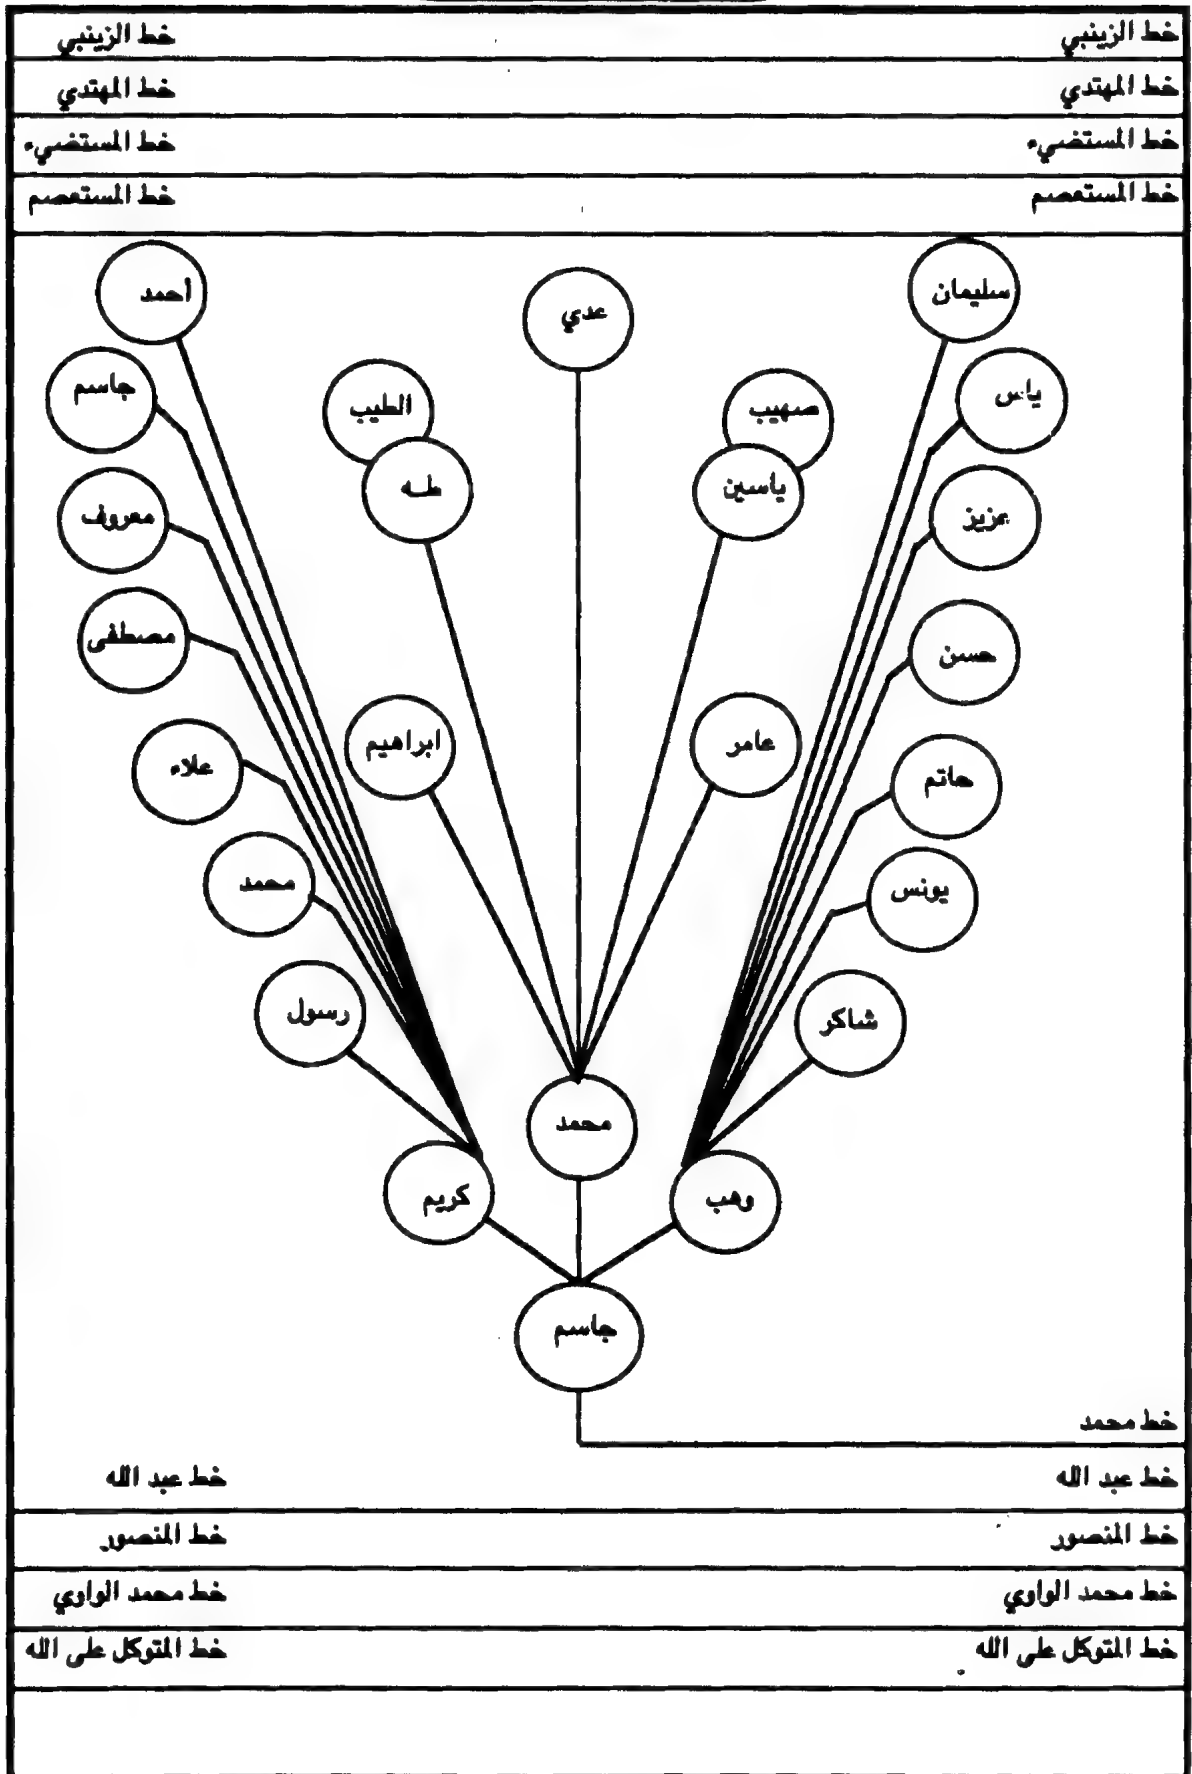 خط الزينبي خط الزينبي
خط المهتدي خط المهتدي
خط المستضيء خط المستضيء
خط المستعصم خط المستعصم
سليمان
عدي
أحمد
ياس
صهيب
الطيب
جاسم
عزيز
ياسين
طه
معروف
حسن
مصطفى
حاتم
عامر
ابراهيم
علاء
يونس
محمد
شاكر
رسول
محمد
وهب
كريم
جاسم
خط محمد
خط عبد الله خط عبد الله
خط المنصور خط المنصور
خط محمد الواوي خط محمد الواوي
خط المتوكل على الله خط المتوكل على الله